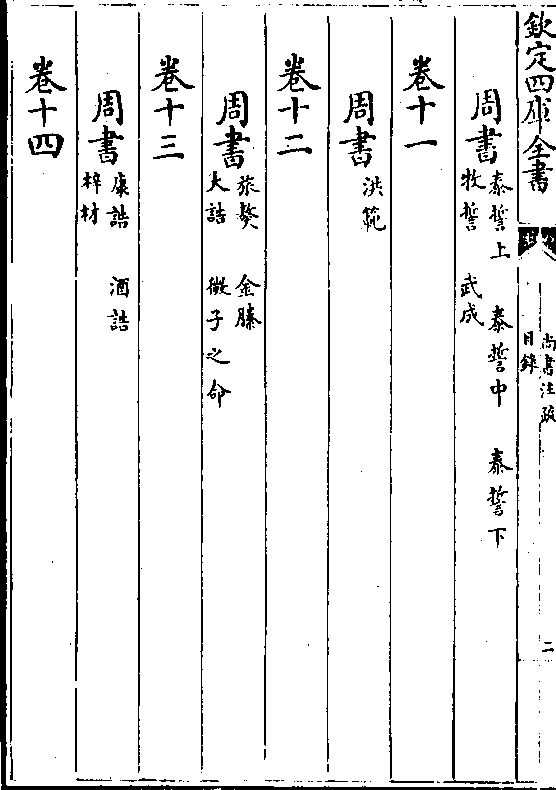 欽定四庫全書
尚書注疏
目錄
二
周書
泰誓上 泰誓中 泰誓下
牧誓 武成
卷十一
周書
洪範
卷十二
周書
旅獒 金縢
大誥 微子之命
卷十三
周書
康誥 酒誥
梓材
卷十四